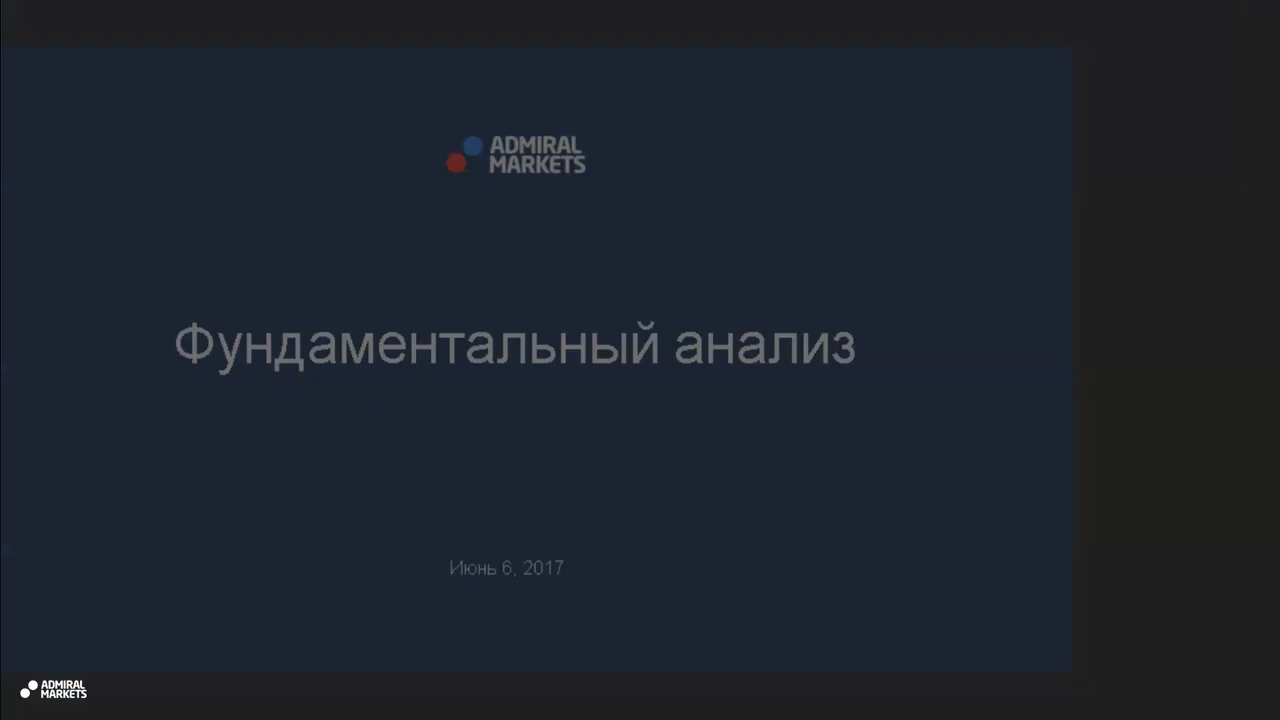 ADMIRAL
MARKETS
Фундаментальный анализ
Июнь 6, 2017
ADMIRAL
MARKETS